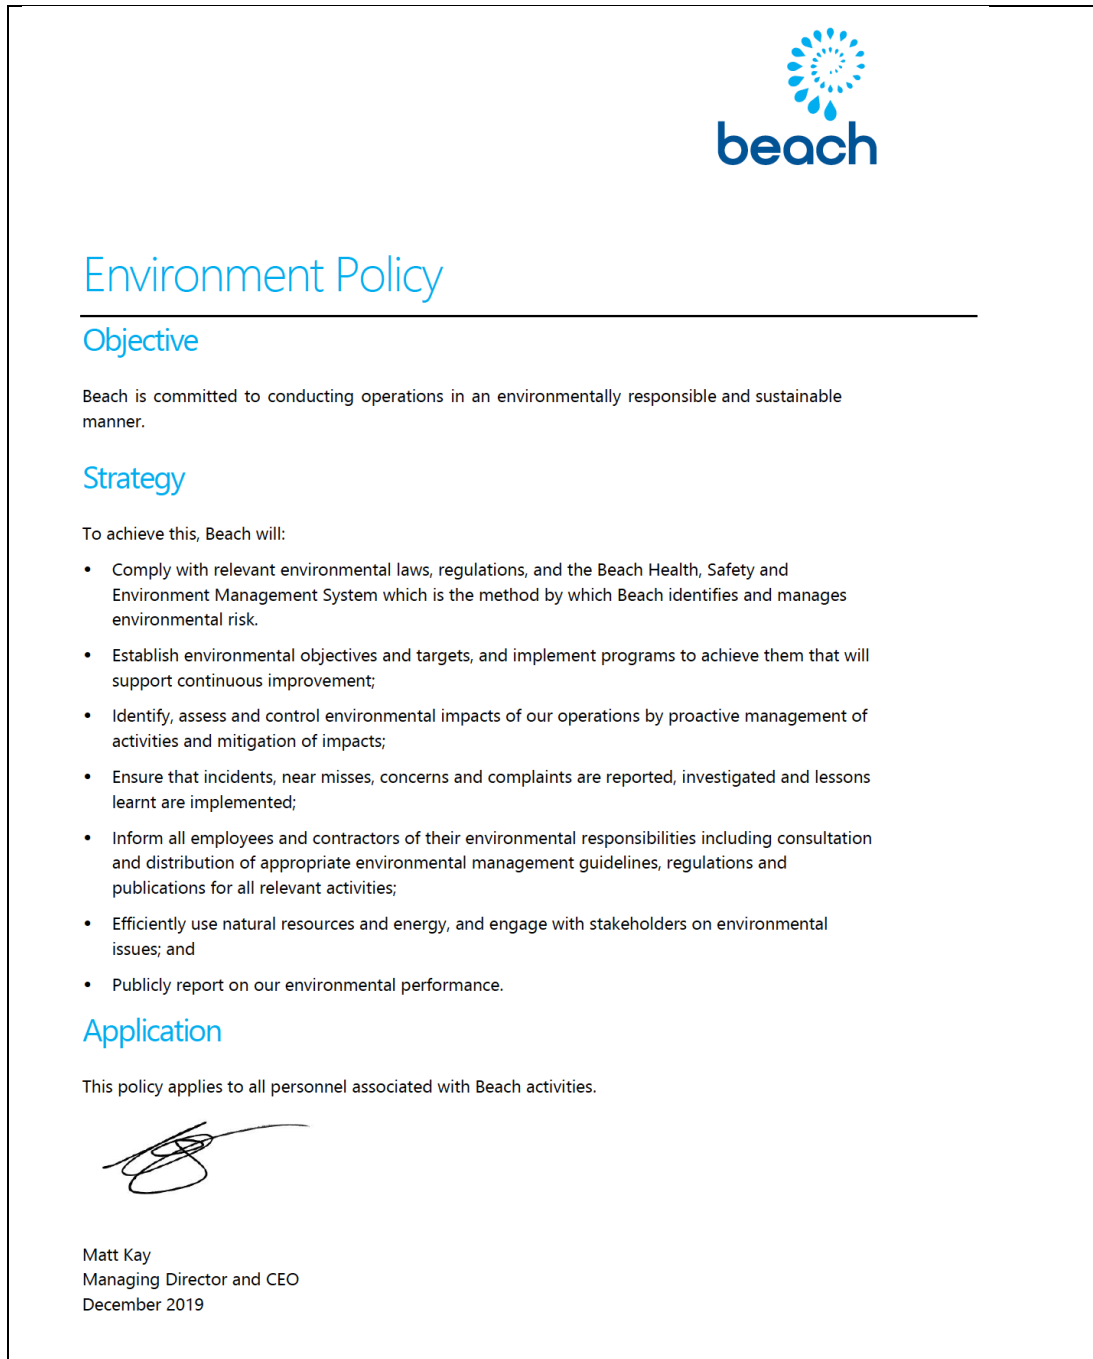 beach
Environment Policy
Objective
Beach is committed to conducting operations in an environmentally responsible and sustainable
manner.
Strategy
To achieve this, Beach will:
• Comply with relevant environmental laws, regulations, and the Beach Health, Safety and
Environment Management System which is the method by which Beach identifies and manages
environmental risk.
• Establish environmental objectives and targets, and implement programs to achieve them that will
support continuous improvement;
• Identify, assess and control environmental impacts of our operations by proactive management of
activities and mitigation of impacts;
• Ensure that incidents, near misses, concerns and complaints are reported, investigated and lessons
learnt are implemented;
• Inform all employees and contractors of their environmental responsibilities including consultation
and distribution of appropriate environmental management guidelines, regulations and
publications for all relevant activities;
• Efficiently use natural resources and energy, and engage with stakeholders on environmental
issues; and
• Publicly report on our environmental performance.
Application
This policy applies to all personnel associated with Beach activities.
Matt Kay
Managing Director and CEO
December 2019